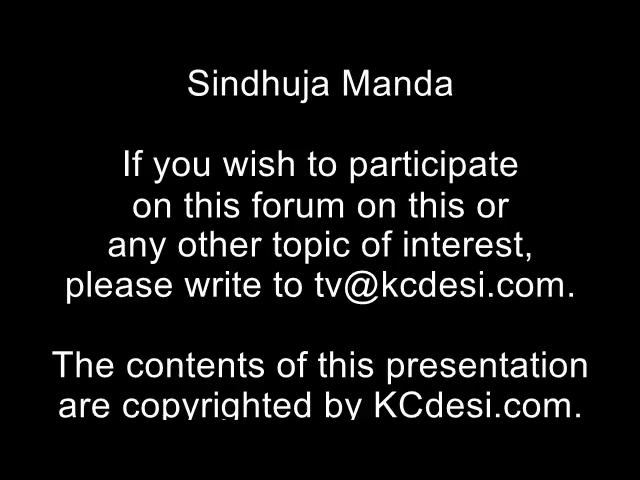 Sindhuja Manda
If you wish to participate
on this forum on this or
any other topic of interest,
please write to tv@kcdesi.com.
The contents of this presentation
are copyrighted by KCdesi.com.